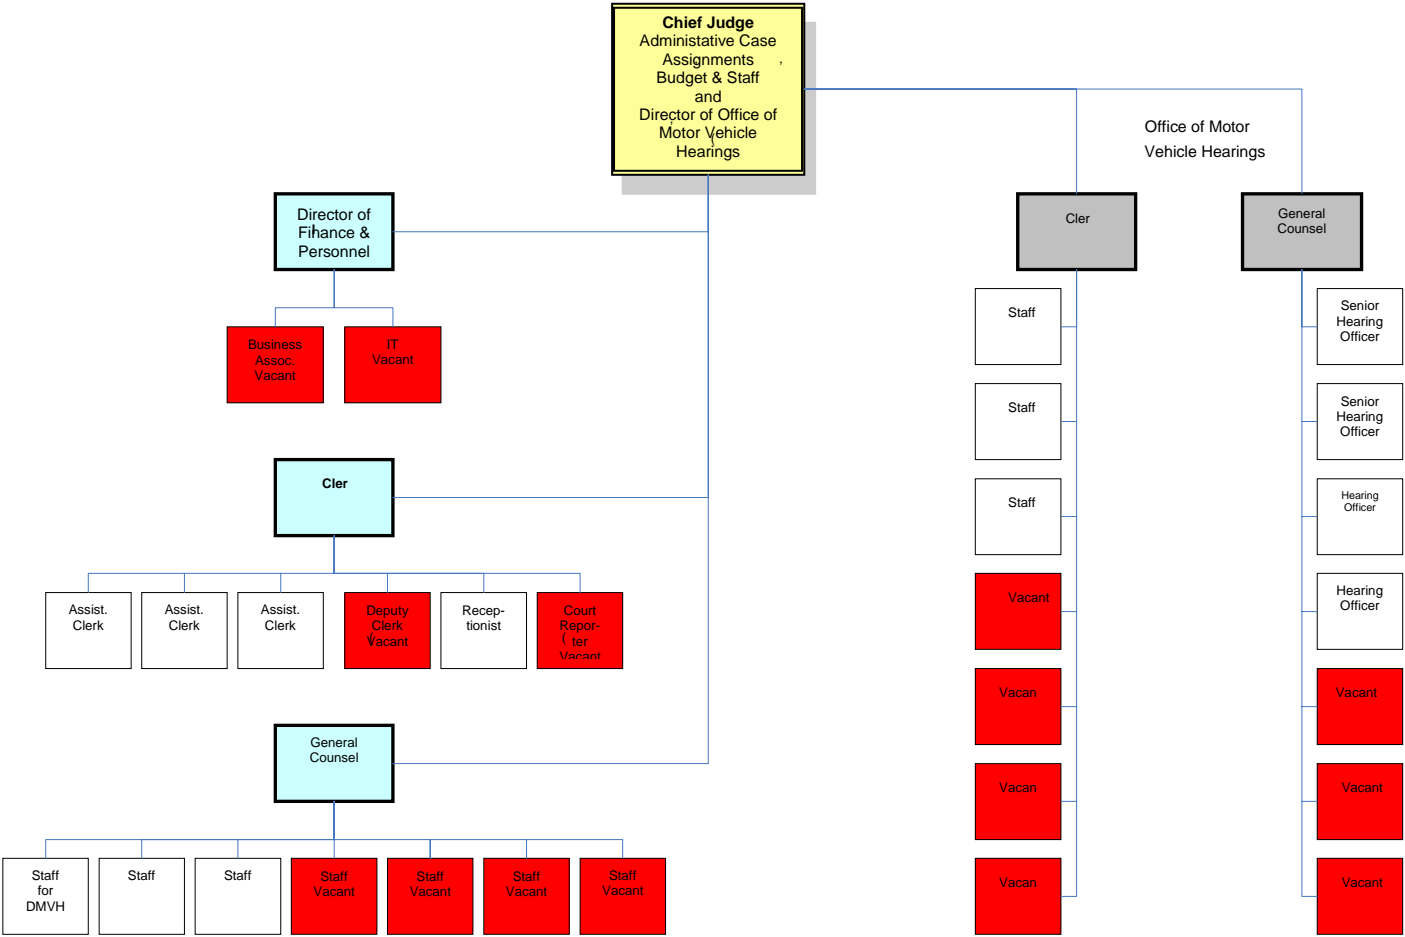 Chief Judge
Administative Case
Assignments ,
Budget & Staff
and
Director of Office of
Motor Vehicle
Hearings
Office of Motor
Vehicle Hearings
Director of
Finance &
Personnel
Cler
General
Counsel
Business
Assoc.
Vacant
IT
Vacant
Cler
Assist.
Clerk
Assist.
Clerk
Assist.
Clerk
Deputy
Clerk
Vacant
Recep-
tionist
Court
Repor-
ter
Vacant
General
Counsel
Staff
for
DMVH
Staff
Staff
Staff
Vacant
Staff
Vacant
Staff
Vacant
Staff
Vacant
Staff
Staff
Staff
Vacant
Vacan
Vacan
Vacan
Senior
Hearing
Officer
Senior
Hearing
Officer
Hearing
Officer
Hearing
Officer
Vacant
Vacant
Vacant